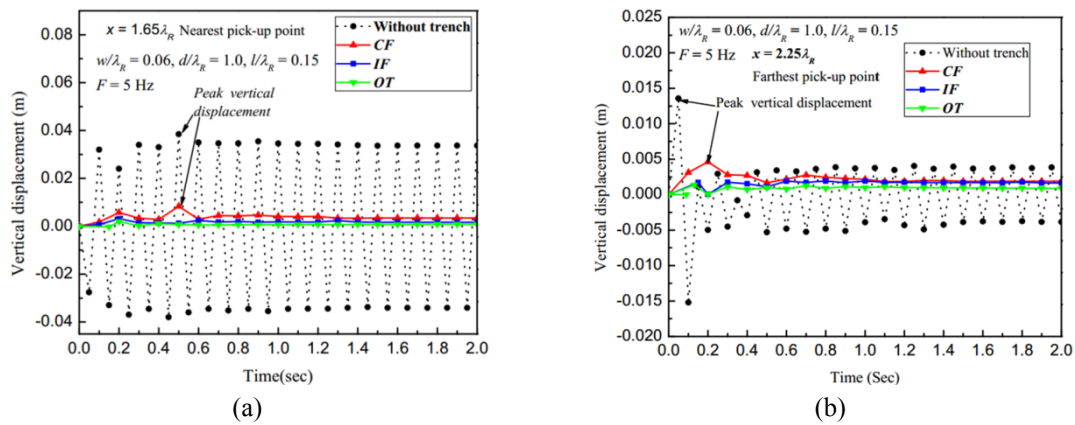 x = 1.65λR Nearest pick-up point
w/λR = 0.06, d/λR = 1.0, l/λR = 0.15
F = 5 Hz
Peak vertical
displacement
Without trench
CF
IF
OT
0.08
0.06
0.04
0.02
0.00
-0.02
-0.04
Vertical displacement (m)
0.0 0.2 0.4 0.6 0.8 1.0 1.2 1.4 1.6 1.8 2.0
Time(sec)
(a)
w/λR = 0.06, d/λR = 1.0, l/λR = 0.15
F = 5 Hz x = 2.25λR
Farthest pick-up point
Peak vertical displacement
Without trench
CF
IF
OT
0.025
0.020
0.015
0.010
0.005
0.000
-0.005
-0.010
-0.015
-0.020
Vertical displacement (m)
0.0 0.2 0.4 0.6 0.8 1.0 1.2 1.4 1.6 1.8 2.0
Time (Sec)
(b)